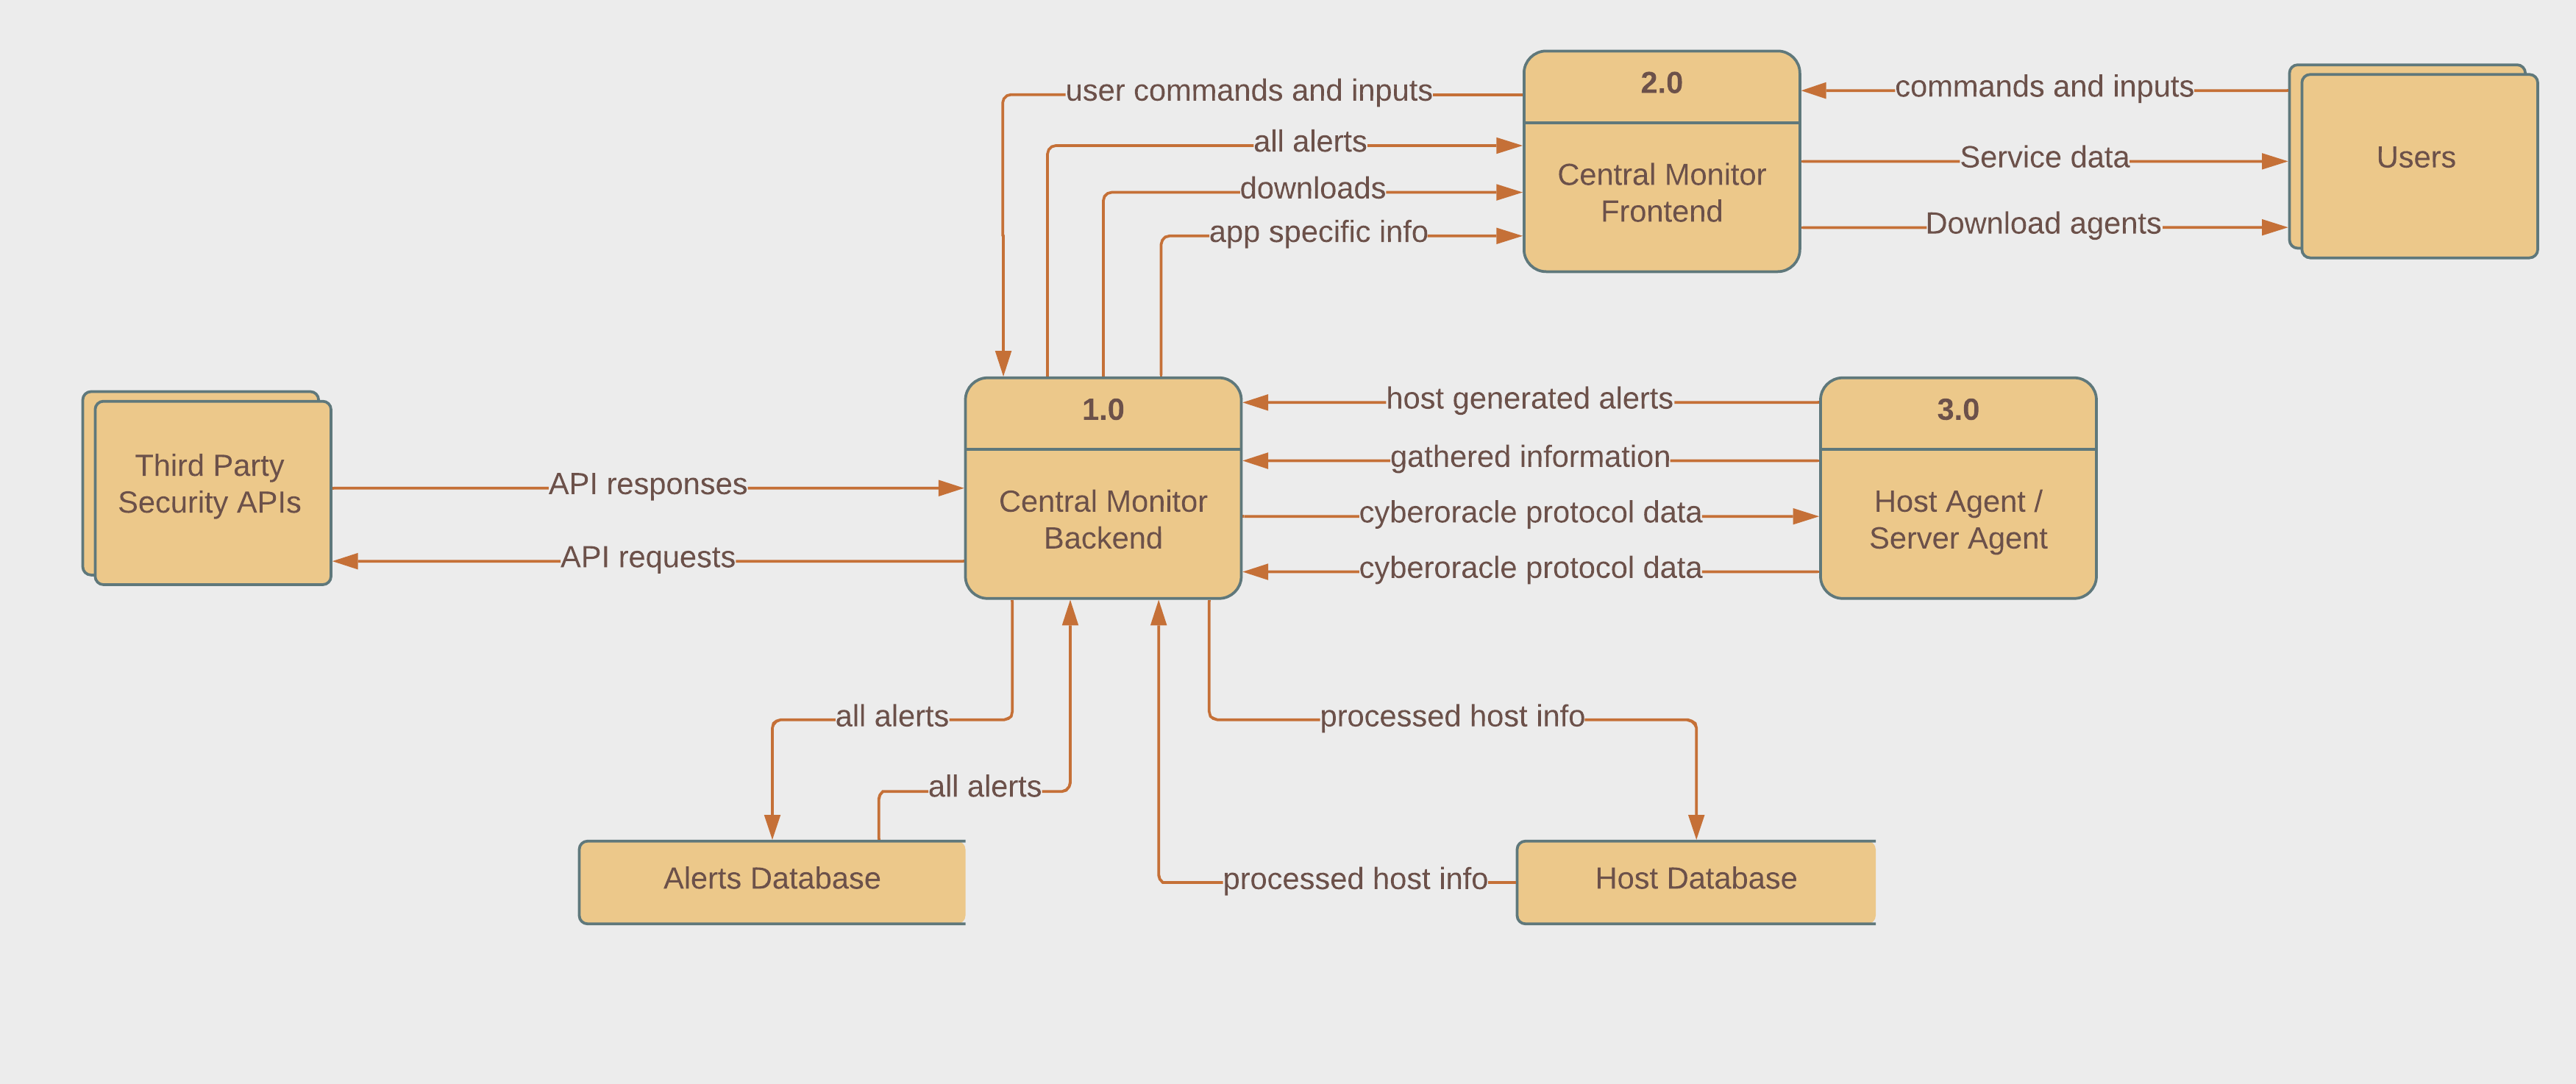 2.0
user commands and inputs
commands and inputs
all alerts
Service data
Users
Central Monitor
Frontend
downloads
app specific info
Download agents
1.0
host generated alerts
3.0
Third Party
Security APIs
API responses
gathered information
Central Monitor
Backend
cyberoracle protocol data
Host Agent /
Server Agent
API requests
cyberoracle protocol data
all alerts
processed host info
all alerts
Alerts Database
processed host info
Host Database